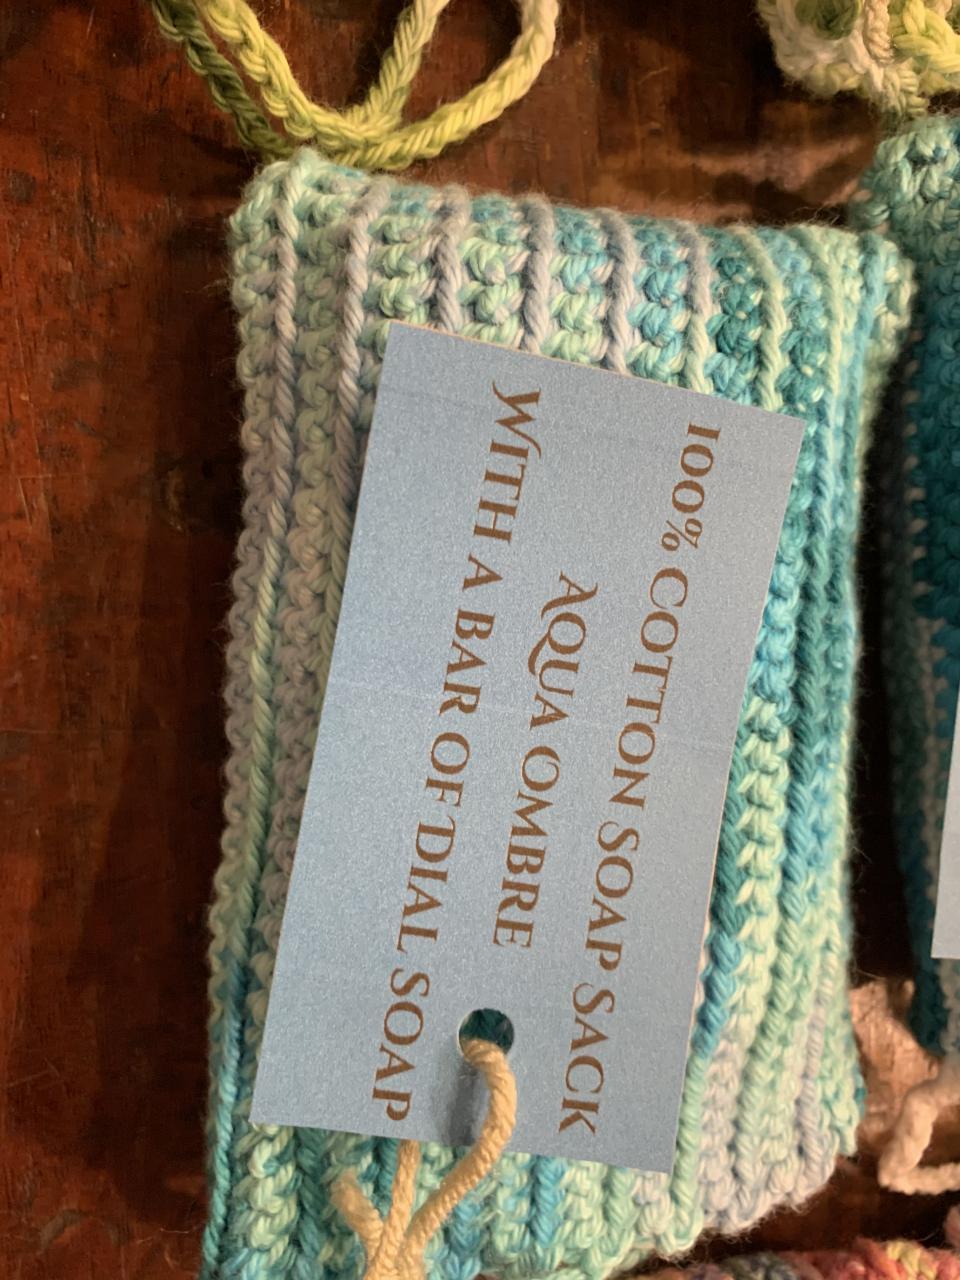 100% COTTON SOAP SACK
AQUA OMBRE
WITH A BAR OF DIAL SOAP